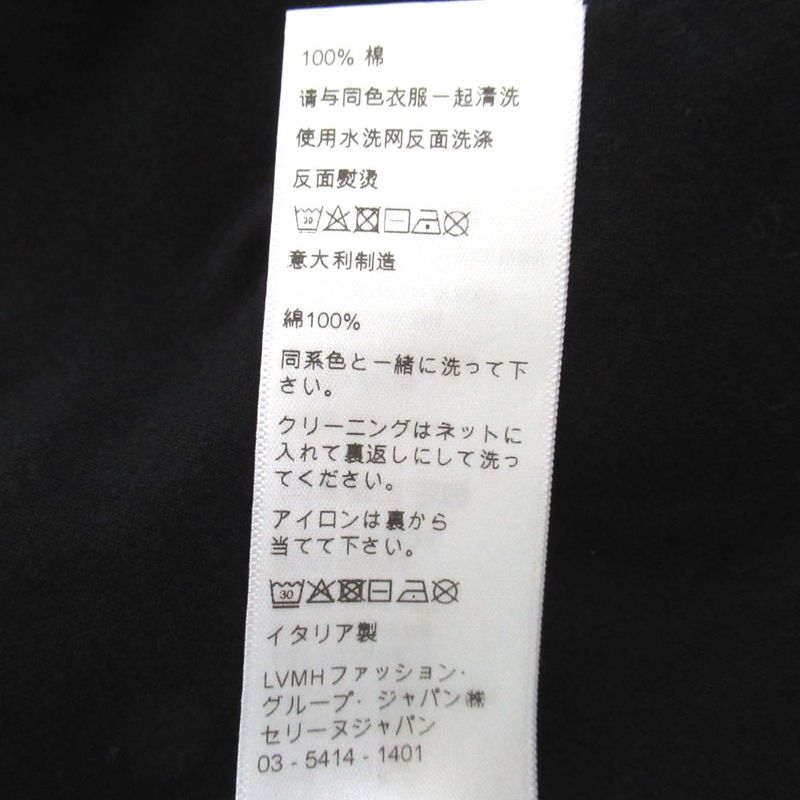 100% 棉
请与同色衣服一起清洗
使用水洗网反面洗涤
反面熨烫
30
意大利制造
綿100%
同系色と一緒に洗って下
さい。
クリーニングはネットに
入れて裏返しにして洗っ
てください。
アイロンは裏から
当てて下さい。
30
イタリア製
LVMHファッション·
グループ· ジャパン㈱
セリーヌジャパン
03 - 5414 - 1401